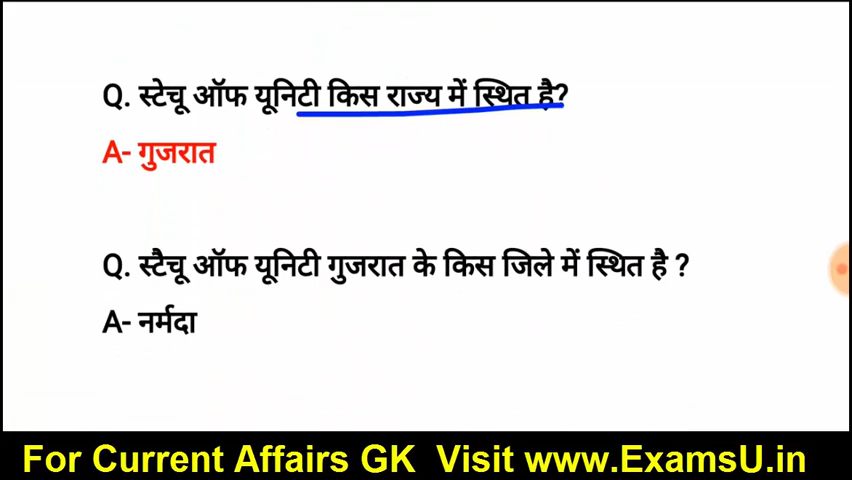 Q. स्टेचू ऑफ यूनिटी किस राज्य में स्थित है?
A- गुजरात
Q. स्टैचू ऑफ यूनिटी गुजरात के किस जिले में स्थित है ?
A- नर्मदा
For Current Affairs GK Visit www.ExamsU.in